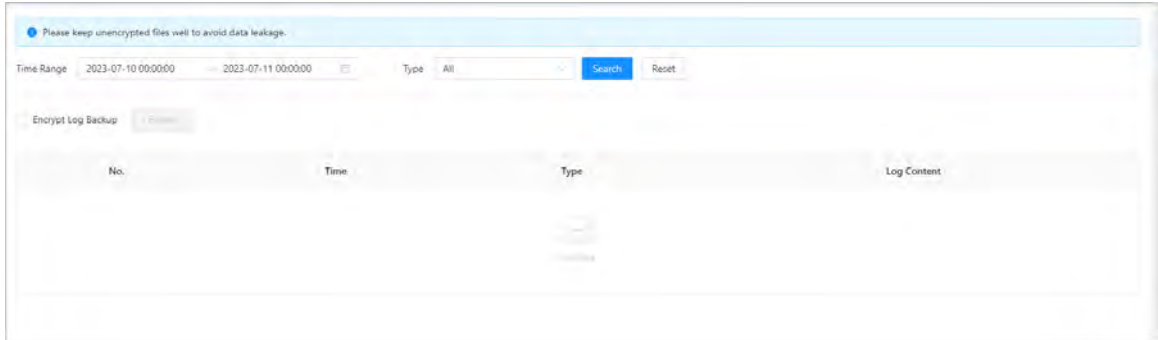 Please keep unencrypted files well to avoid data leakage.
Time Range 2023-07-10 00:00:00 2023-07-11 00:00:00 Type All Search Reset
Encrypt Log Backup
No. Time Type Log Content